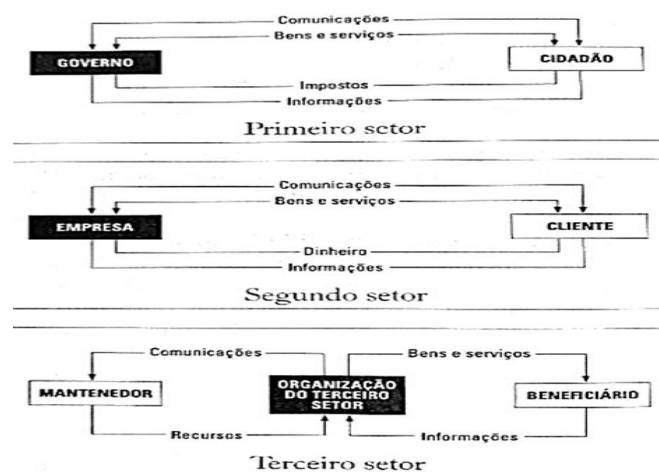 Comunicações
Bens e serviços
GOVERNO
CIDADÃO
Impostos
Informações
Primeiro setor
Comunicações
Bens e serviços
EMPRESA
CLIENTE
Dinheiro
Informações
Segundo setor
Comunicações
Bens e serviços
MANTENEDOR
ORGANIZAÇÃO
DO TERCEIRO
SETOR
BENEFICIÁRIO
Recursos
Informações
Terceiro setor